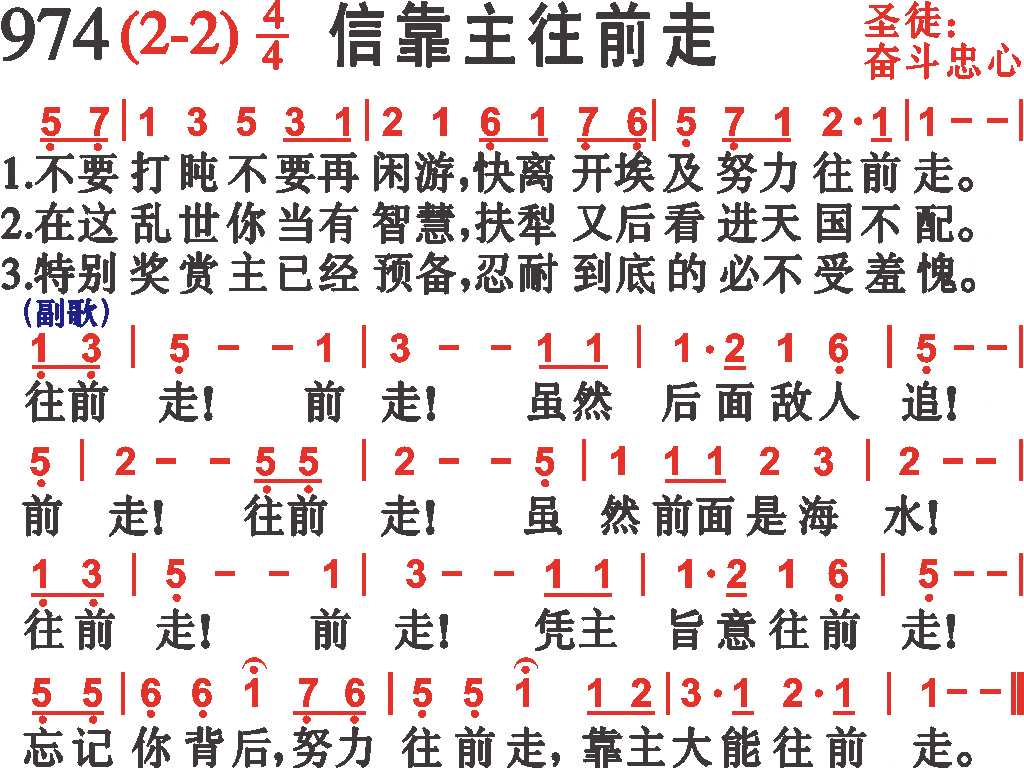 974 (2-2) 4/4 信靠主往前走 圣徒：
奋斗忠心
5 7 | 1 3 5 3 1 | 2 1 6 1 7 6 | 5 7 1 2 · 1 | 1 – – |
1.不要打盹不要再闲游,快离开埃及努力往前走。
2.在这乱世你当有智慧,扶犁又后看进天国不配。
3.特别奖赏主已经预备,忍耐到底的必不受羞愧。
(副歌)
1 3 | 5 – – 1 | 3 – – 1 1 | 1 · 2 1 6 | 5 – – |
往前走! 前走! 虽然后面敌人追!
5 | 2 – – 5 5 | 2 – – 5 | 1 1 1 2 3 | 2 – – |
前走! 往前走! 虽然前面是海水!
1 3 | 5 – – 1 | 3 – – 1 1 | 1 · 2 1 6 | 5 – – |
往前走! 前走! 凭主旨意往前走!
5 5 | 6 6 1 7 6 | 5 5 1 1 2 | 3 · 1 2 · 1 | 1 – –
忘记你背后,努力往前走,靠主大能往前走。